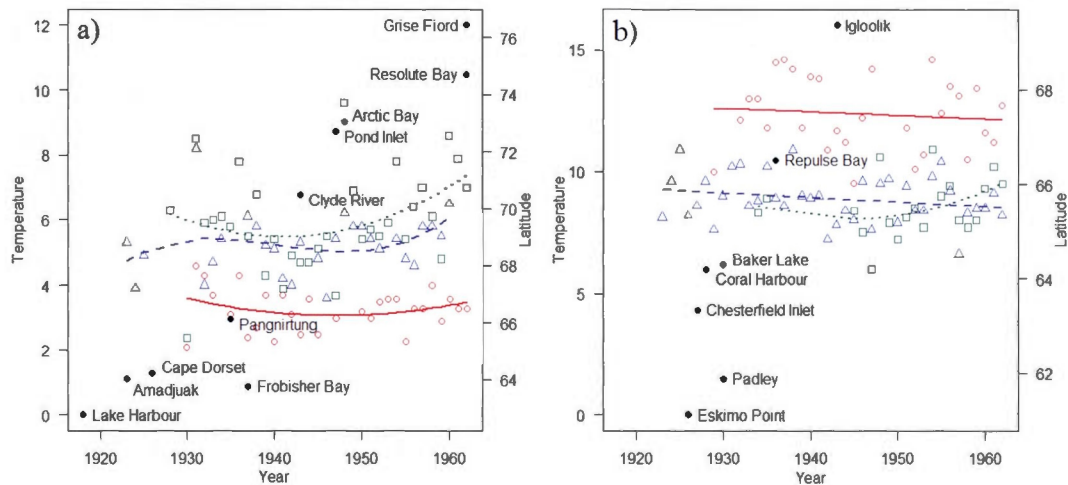 a)
12
10
8
6
4
2
0
Temperature
1920
1930
1940
1950
1960
Year
76
74
72
70
68
66
64
Latitude
Grise Fiord
Resolute Bay
Arctic Bay
Pond Inlet
Clyde River
Pangnirtung
Cape Dorset
Amadjuak
Frobisher Bay
Lake Harbour
b)
15
10
5
0
Temperature
1920
1930
1940
1950
1960
Year
68
66
64
62
Latitude
Igloolik
Repulse Bay
Baker Lake
Coral Harbour
Chesterfield Inlet
Padley
Eskimo Point